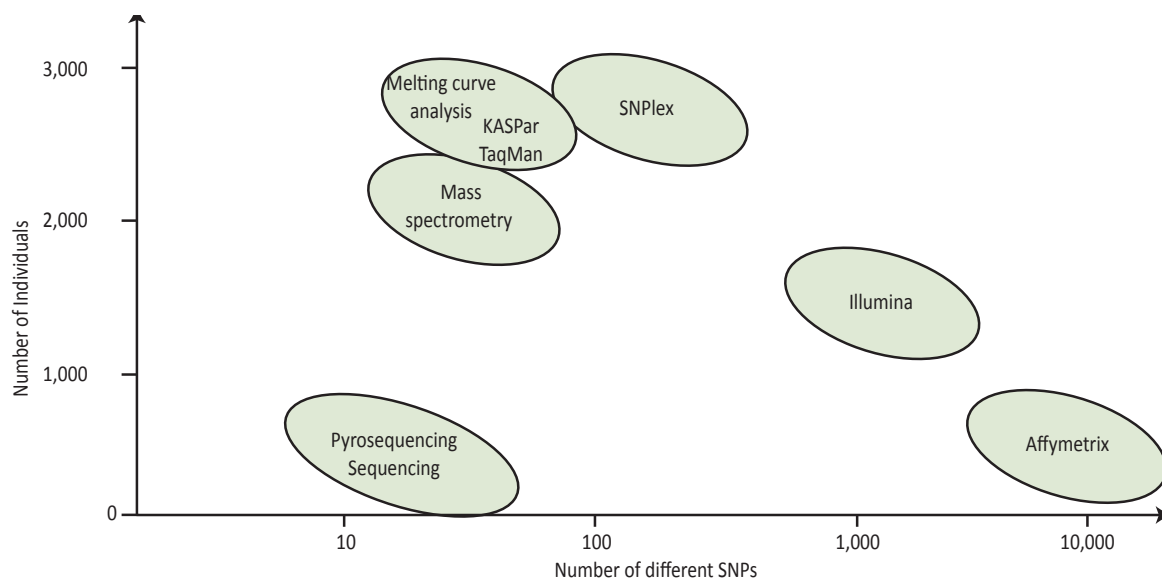 3,000
2,000
1,000
0
Number of Individuals
Melting curve
analysis
KASPar
TaqMan
SNPlex
Mass
spectrometry
Illumina
Pyrosequencing
Sequencing
Affymetrix
10
100
1,000
10,000
Number of different SNPs